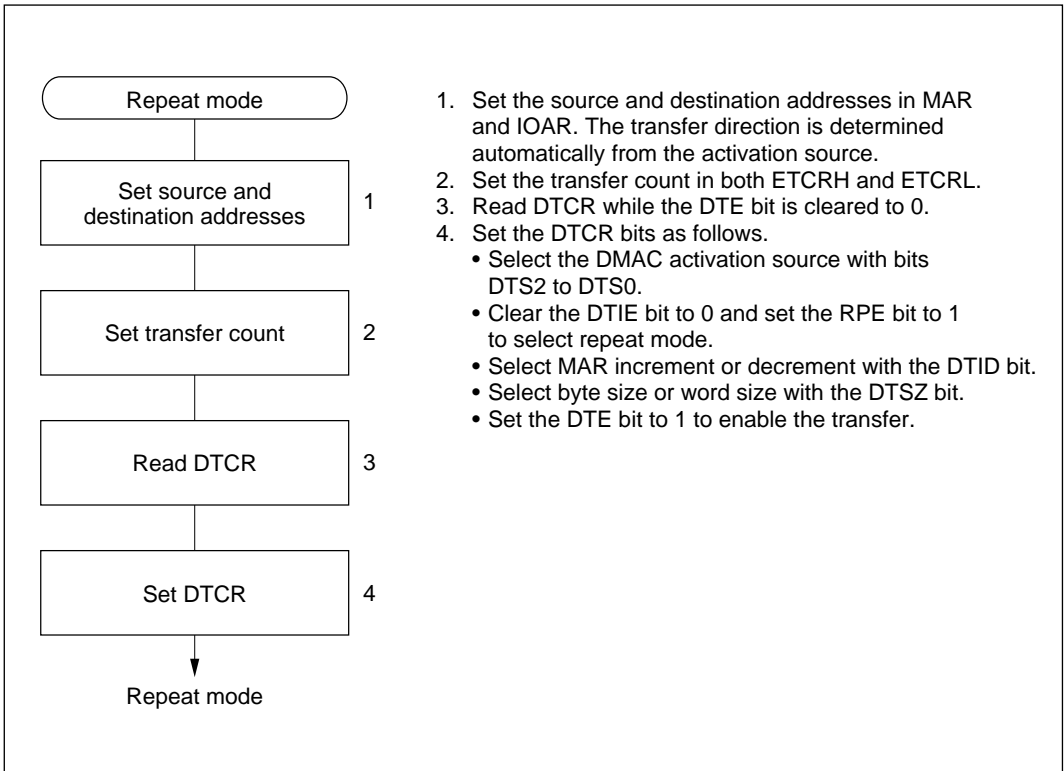 Repeat mode
Set source and
destination addresses
1
Set transfer count
2
Read DTCR
3
Set DTCR
4
Repeat mode
1. Set the source and destination addresses in MAR
and IOAR. The transfer direction is determined
automatically from the activation source.
2. Set the transfer count in both ETCRH and ETCRL.
3. Read DTCR while the DTE bit is cleared to 0.
4. Set the DTCR bits as follows.
• Select the DMAC activation source with bits
DTS2 to DTS0.
• Clear the DTIE bit to 0 and set the RPE bit to 1
to select repeat mode.
• Select MAR increment or decrement with the DTID bit.
• Select byte size or word size with the DTSZ bit.
• Set the DTE bit to 1 to enable the transfer.